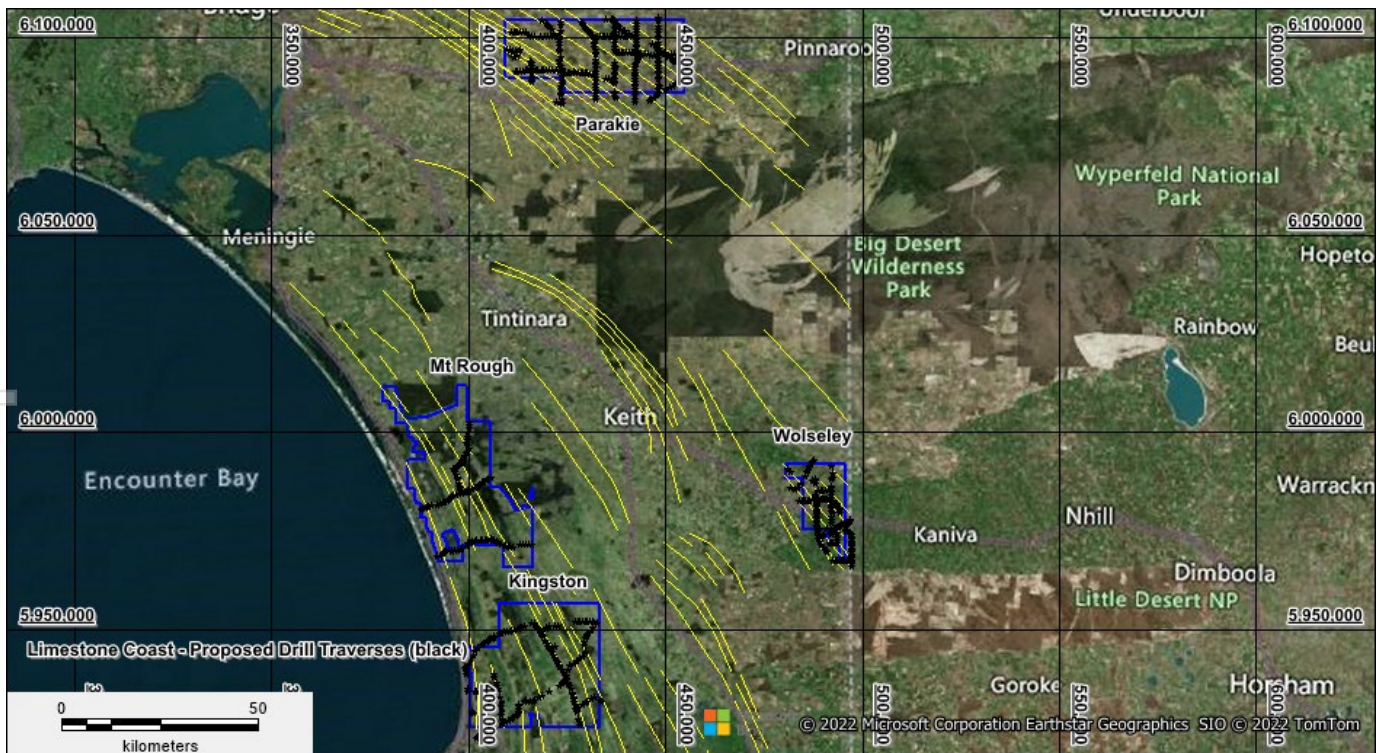 6.100.000
350.000
400.000
450.000
500.000
550.000
600.000
6.100.000
Pinnaroo
Parakie
Wyperfeld National
Park
6.050.000
6.050.000
Meningie
Big Desert
Wilderness
Park
Hopeto
Tintinara
Rainbow
Beul
Mt Rough
6.000.000
Keith
6.000.000
Wolseley
Encounter Bay
Warrackn
Nhill
Kaniva
Kingston
Dimboola
Little Desert NP
5.950.000
5.950.000
Limestone Coast - Proposed Drill Traverses (black)
400.000
450.000
500.000
550.000
600.000
Goroke
Horsham
0
50
kilometers
© 2022 Microsoft Corporation Earthstar Geographics SIO © 2022 TomTom